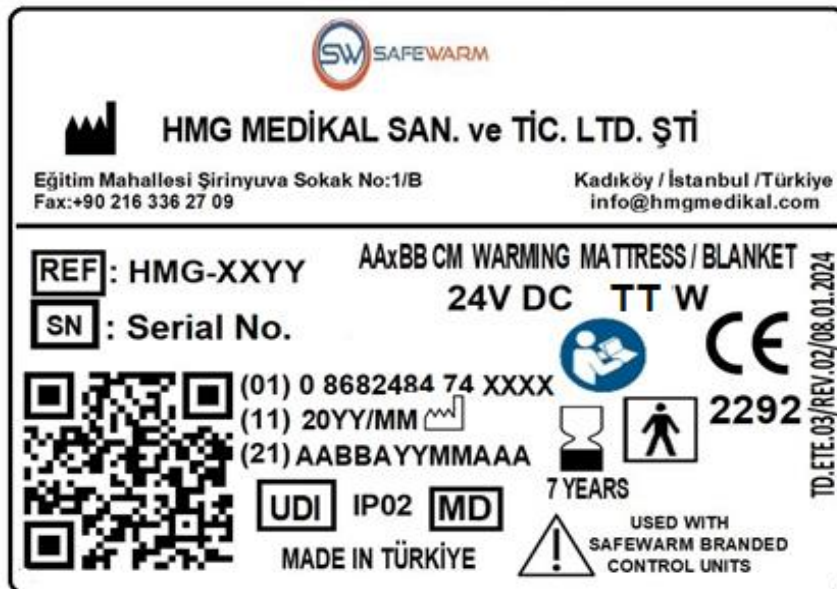 SW SAFEWARM
HMG MEDİKAL SAN. ve TİC. LTD. ŞTİ
Eğitim Mahallesi Şirinyuva Sokak No:1/B
Fax:+90 216 336 27 09
Kadıköy / İstanbul /Türkiye
info@hmgmedikal.com
REF : HMG-XXYY
SN : Serial No.
AAxBB CM WARMING MATTRESS / BLANKET
24V DC TT W
(01) 0 8682484 74 XXXX
(11) 20YY/MM
(21) AABBAYYMMAAA
UDI IP02 MD
MADE IN TÜRKİYE
CE
2292
7 YEARS
USED WITH
SAFEWARM BRANDED
CONTROL UNITS
TD.ETE.03/REV.02/08.01.2024